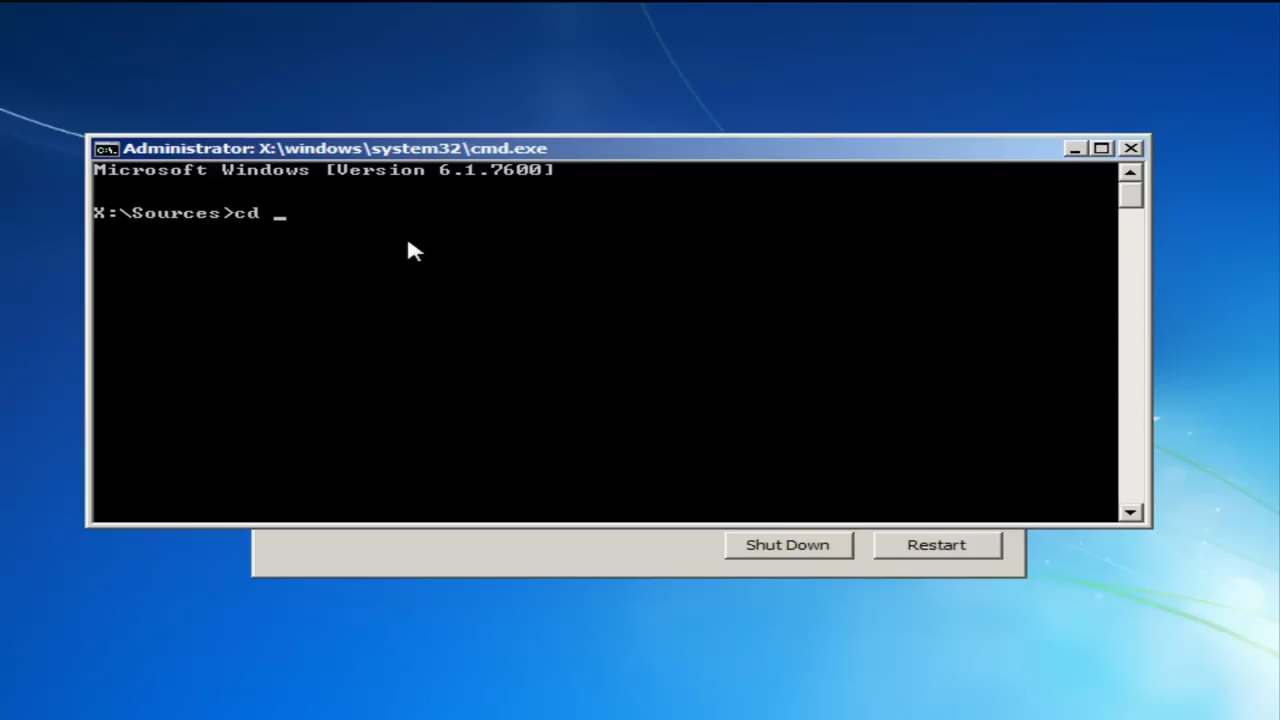 Administrator: X:\windows\system32\cmd.exe
Microsoft Windows [Version 6.1.7600]
X:\Sources>cd _
Shut Down
Restart